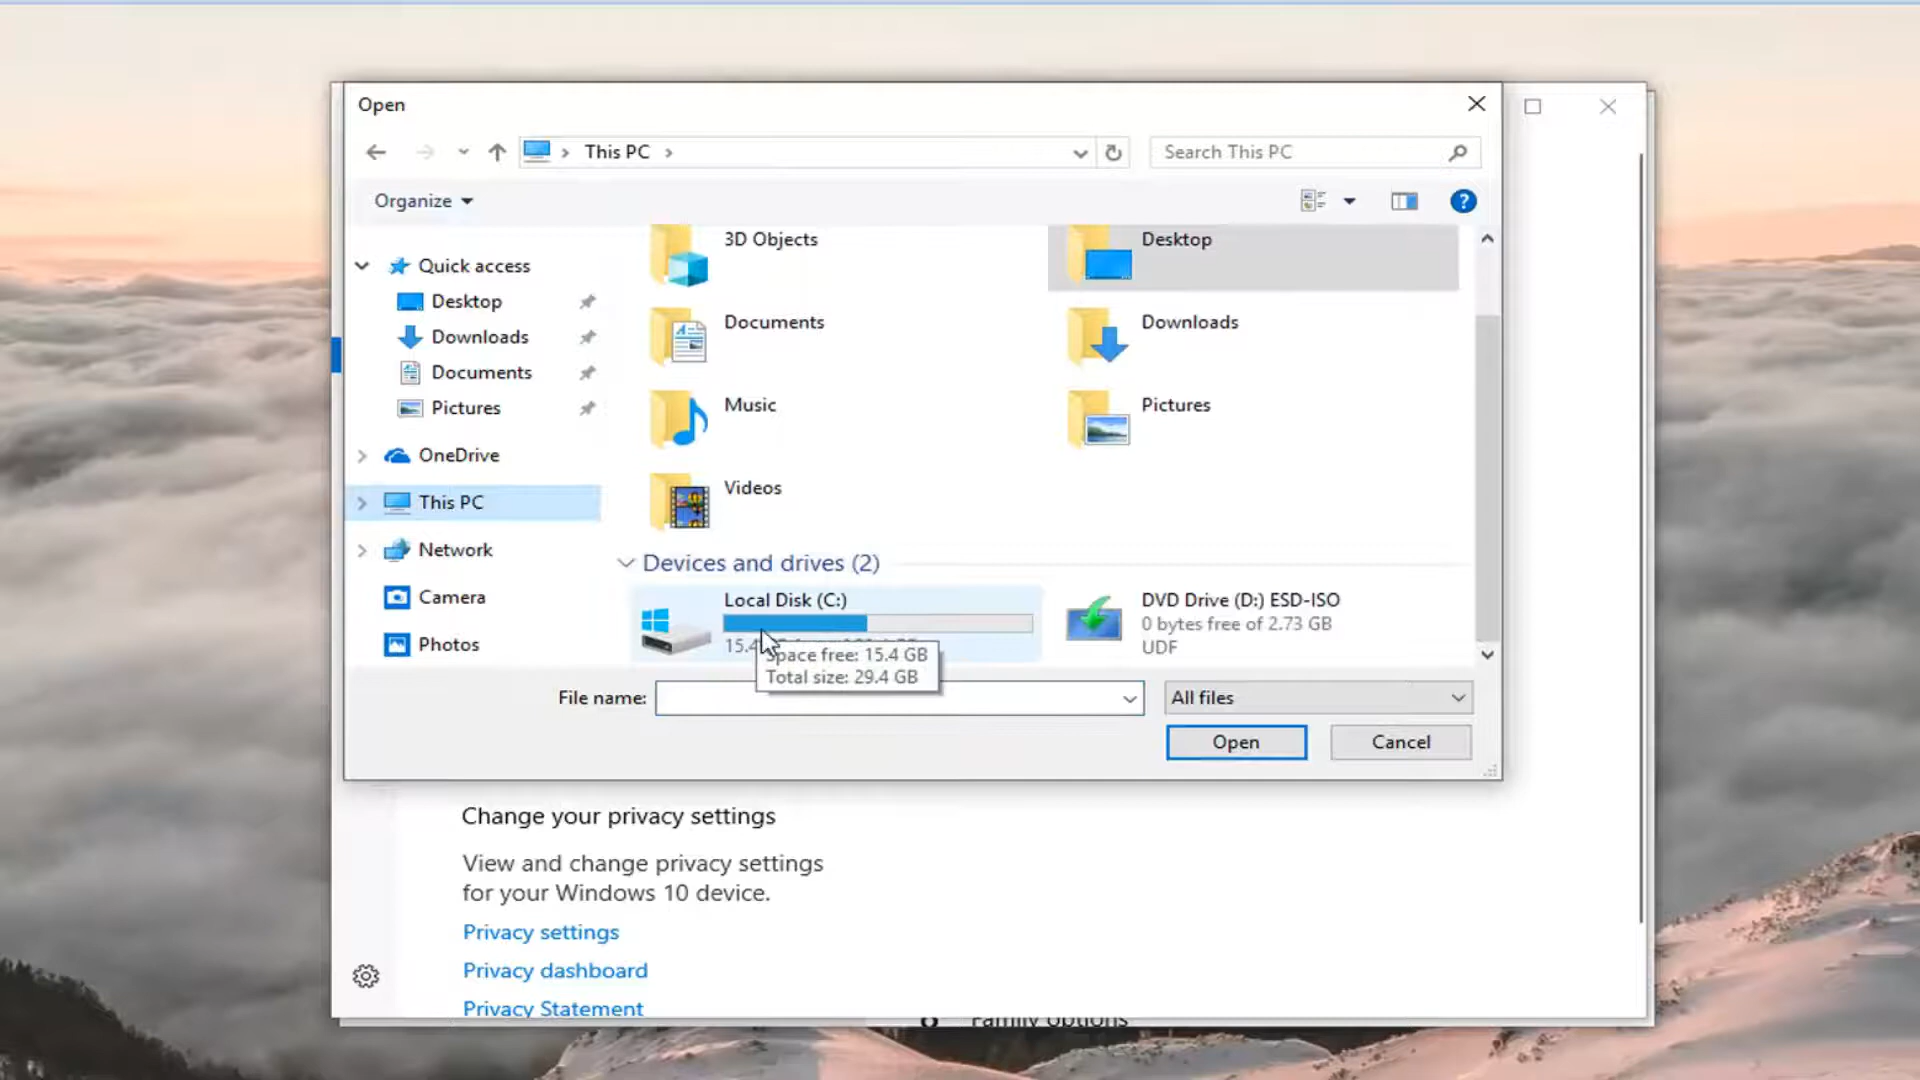 Open
This PC
Search This PC
Organize
Quick access
Desktop
Downloads
Documents
Pictures
OneDrive
This PC
Network
Camera
Photos
3D Objects
Desktop
Documents
Downloads
Music
Pictures
Videos
Devices and drives (2)
Local Disk (C:)
15.4
Space free: 15.4 GB
Total size: 29.4 GB
DVD Drive (D:) ESD-ISO
0 bytes free of 2.73 GB
UDF
File name:
All files
Open
Cancel
Change your privacy settings
View and change privacy settings
for your Windows 10 device.
Privacy settings
Privacy dashboard
Privacy Statement
Family options